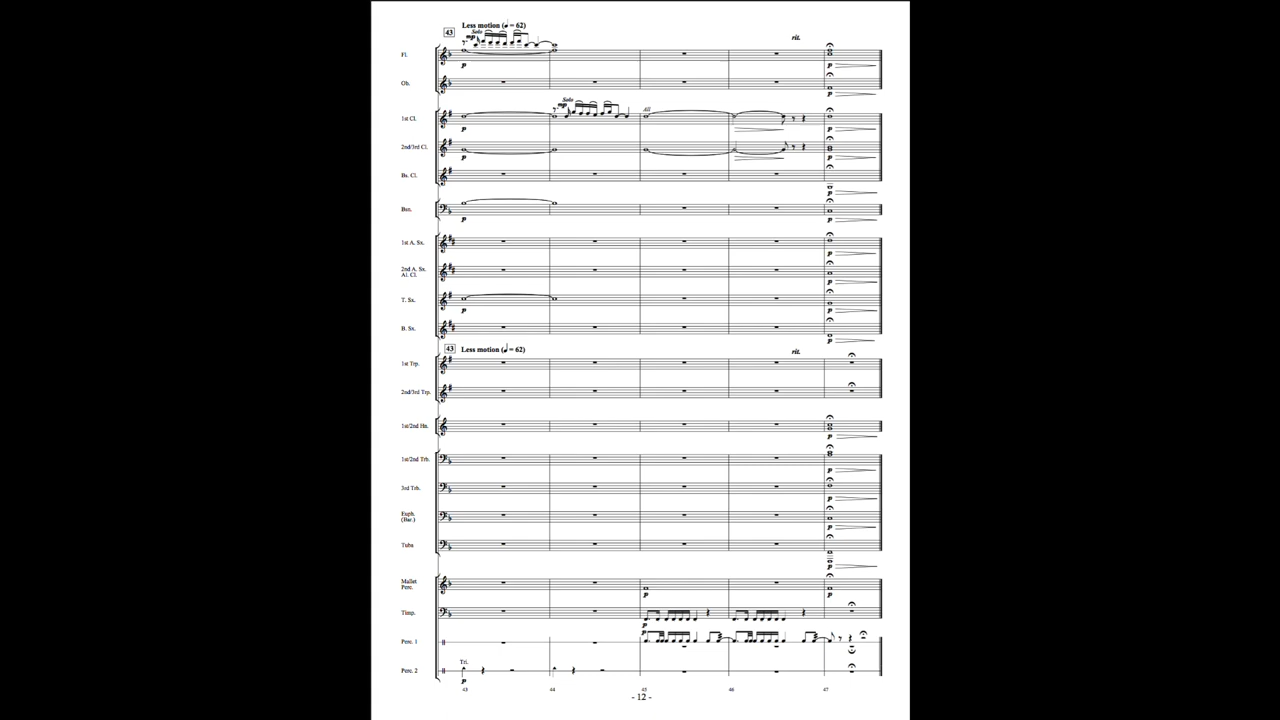 43 Less motion (♩ = 62)
rit.
Solo
mp
Fl.
p
p
Ob.
p
Solo
mp
All
1st Cl.
p
p
2nd/3rd Cl.
p
p
Bs. Cl.
p
Bsn.
p
p
1st A. Sx.
p
2nd A. Sx.
Al. Cl.
p
T. Sx.
p
p
B. Sx.
p
43 Less motion (♩ = 62)
rit.
1st Trp.
2nd/3rd Trp.
1st/2nd Hn.
p
1st/2nd Trb.
p
3rd Trb.
p
Euph.
(Bar.)
p
Tuba
p
Mallet
Perc.
p
p
Timp.
p
p
Perc. 1
Tri.
Perc. 2
p
43 44 45 46 47
- 12 -